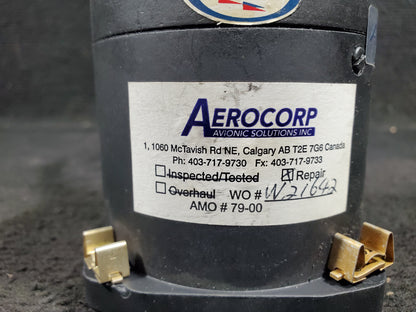 AEROCORP
AVIONIC SOLUTIONS INC
1, 1060 McTavish Rd NE, Calgary AB T2E 7G6 Canada
Ph: 403-717-9730 Fx: 403-717-9733
Inspected/Tested X Repair
Overhaul WO # W21642
AMO # 79-00